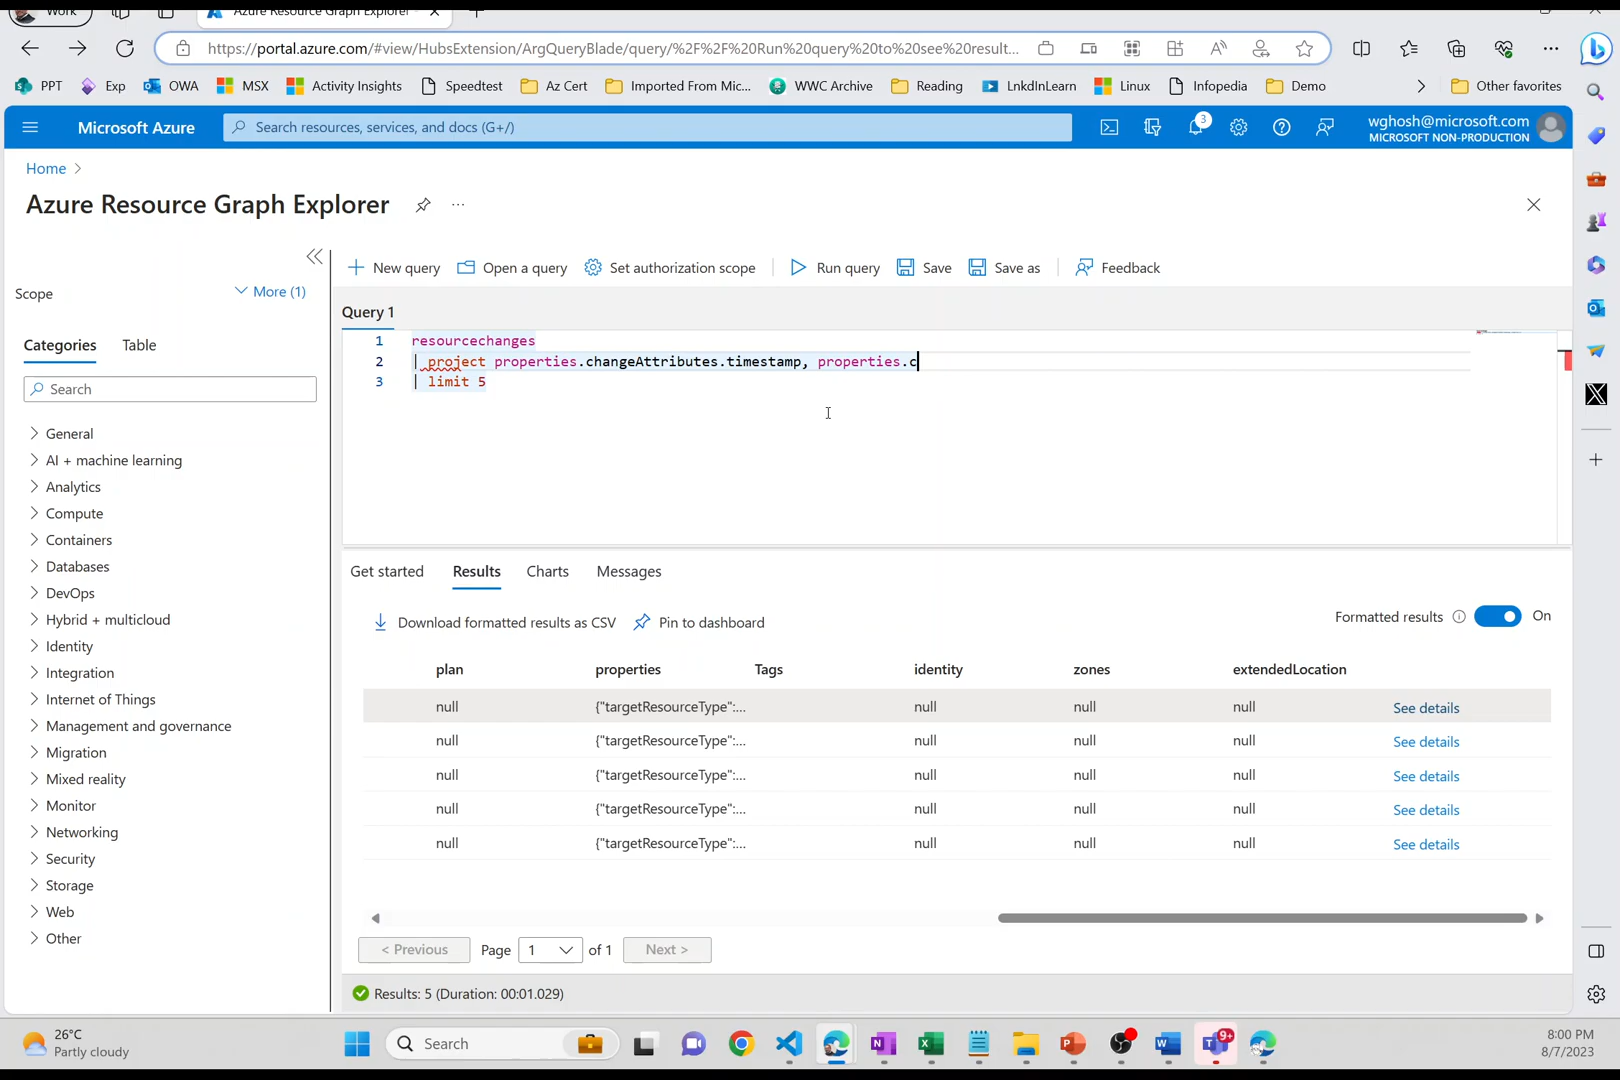 Work
Azure Resource Graph Explorer
https://portal.azure.com/#view/HubsExtension/ArgQueryBlade/query/%2F%2F%20Run%20query%20to%20see%20result...
PPT Exp OWA MSX Activity Insights Speedtest Az Cert Imported From Mic... WWC Archive Reading LnkdInLearn Linux Infopedia Demo Other favorites
Microsoft Azure
Search resources, services, and docs (G+/)
3
wghosh@microsoft.com
MICROSOFT NON-PRODUCTION
Home >
Azure Resource Graph Explorer
...
Scope
More (1)
Categories Table
Search
General
AI + machine learning
Analytics
Compute
Containers
Databases
DevOps
Hybrid + multicloud
Identity
Integration
Internet of Things
Management and governance
Migration
Mixed reality
Monitor
Networking
Security
Storage
Web
Other
New query Open a query Set authorization scope Run query Save Save as Feedback
Query 1
1 resourcechanges
2 | project properties.changeAttributes.timestamp, properties.c
3 | limit 5
Get started Results Charts Messages
Download formatted results as CSV Pin to dashboard
Formatted results On
plan properties Tags identity zones extendedLocation
null {"targetResourceType":... null null null See details
null {"targetResourceType":... null null null See details
null {"targetResourceType":... null null null See details
null {"targetResourceType":... null null null See details
null {"targetResourceType":... null null null See details
< Previous Page 1 of 1 Next >
Results: 5 (Duration: 00:01.029)
26°C
Partly cloudy
Search
9+
8:00 PM
8/7/2023